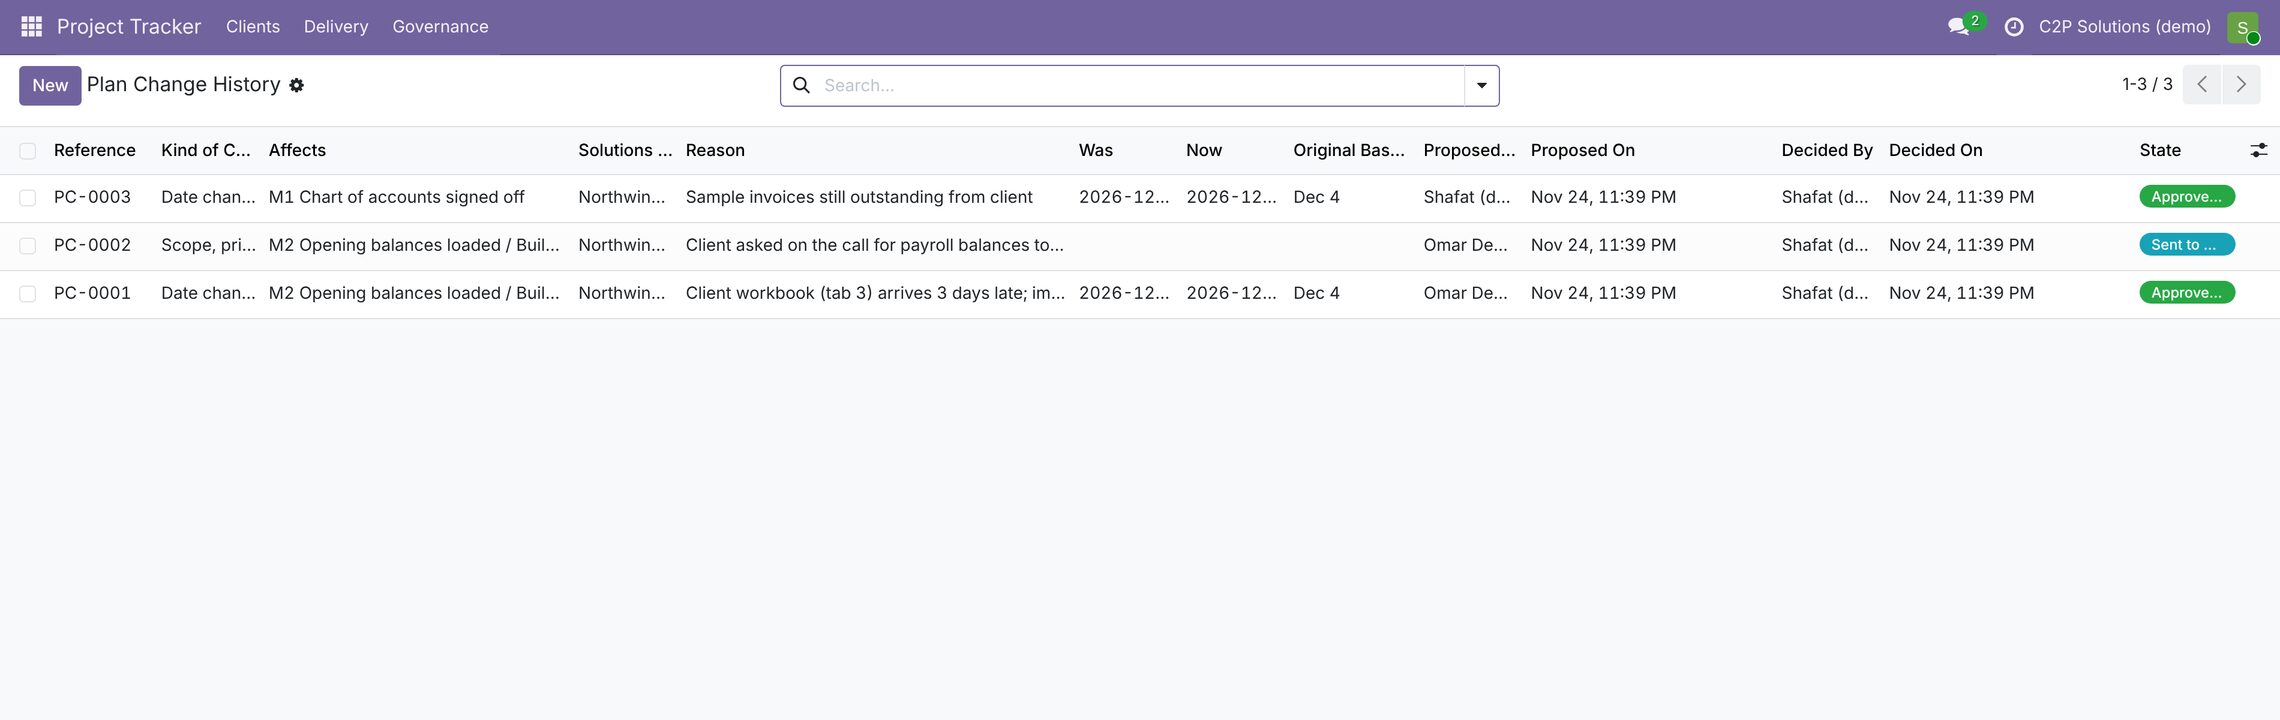 Project Tracker Clients Delivery Governance 2 C2P Solutions (demo) S
New Plan Change History Search... 1-3 / 3
Reference Kind of C... Affects Solutions ... Reason Was Now Original Bas... Proposed... Proposed On Decided By Decided On State
PC-0003 Date chan... M1 Chart of accounts signed off Northwin... Sample invoices still outstanding from client 2026-12... 2026-12... Dec 4 Shafat (d... Nov 24, 11:39 PM Shafat (d... Nov 24, 11:39 PM Approve...
PC-0002 Scope, pri... M2 Opening balances loaded / Buil... Northwin... Client asked on the call for payroll balances to... Omar De... Nov 24, 11:39 PM Shafat (d... Nov 24, 11:39 PM Sent to ...
PC-0001 Date chan... M2 Opening balances loaded / Buil... Northwin... Client workbook (tab 3) arrives 3 days late; im... 2026-12... 2026-12... Dec 4 Omar De... Nov 24, 11:39 PM Shafat (d... Nov 24, 11:39 PM Approve...